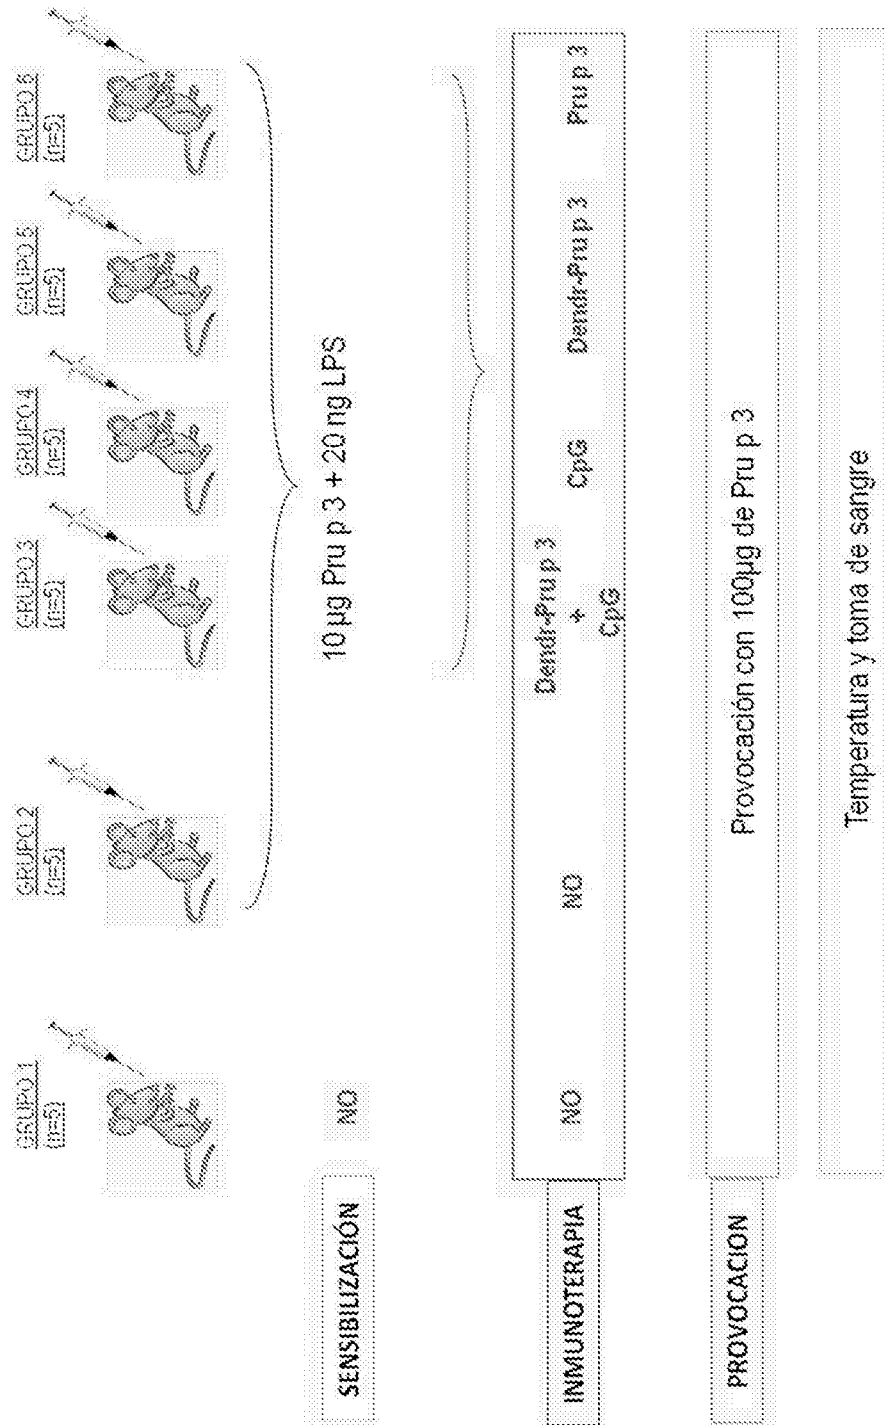 GRUPO 1
(n=5)
GRUPO 2
(n=5)
GRUPO 3
(n=5)
GRUPO 4
(n=5)
GRUPO 5
(n=5)
GRUPO 6
(n=5)
SENSIBILIZACIÓN
NO
10 µg Pru p 3 + 20 ng LPS
INMUNOTERAPIA
NO
NO
Dendr-Pru p 3
+
CpG
CpG
Dendr-Pru p 3
Pru p 3
PROVOCACION
Provocación con 100µg de Pru p 3
Temperatura y toma de sangre